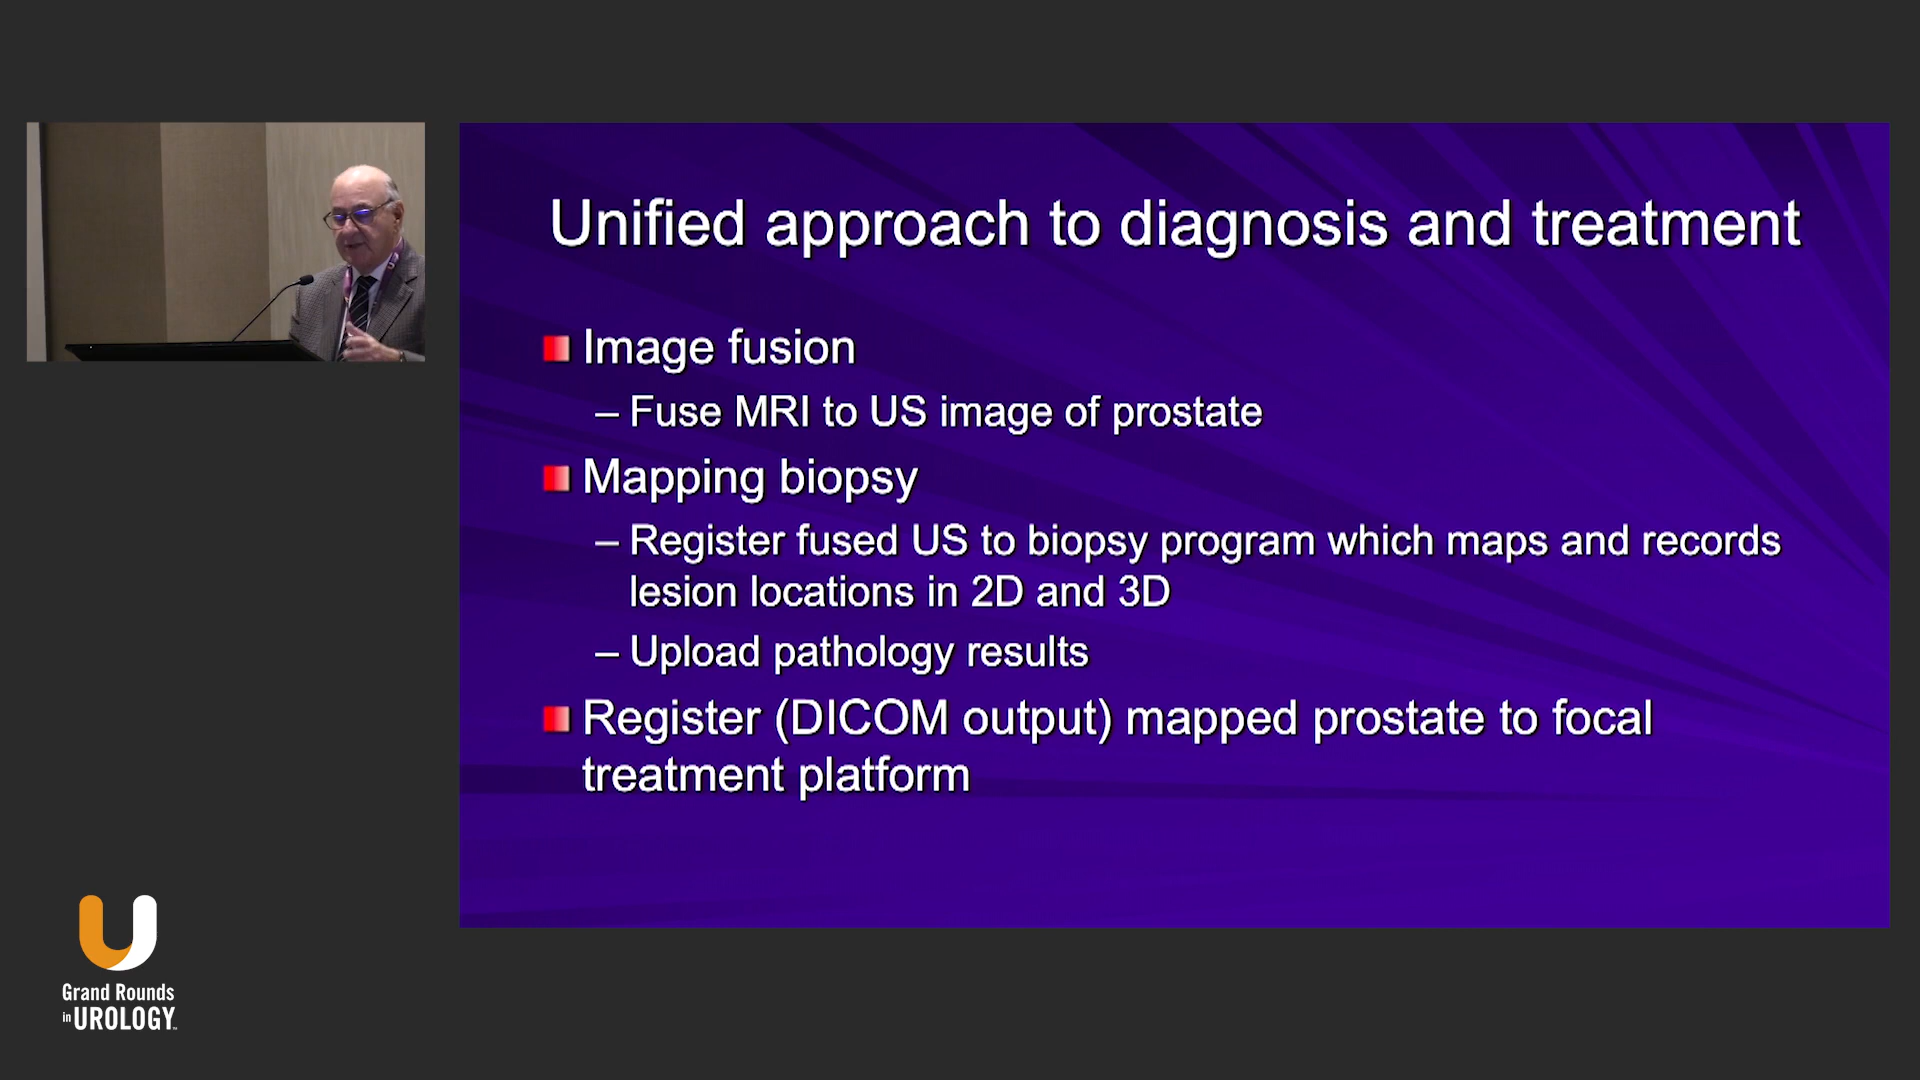 Unified approach to diagnosis and treatment
Image fusion
– Fuse MRI to US image of prostate
Mapping biopsy
– Register fused US to biopsy program which maps and records
lesion locations in 2D and 3D
– Upload pathology results
Register (DICOM output) mapped prostate to focal
treatment platform
Grand Rounds
in UROLOGY